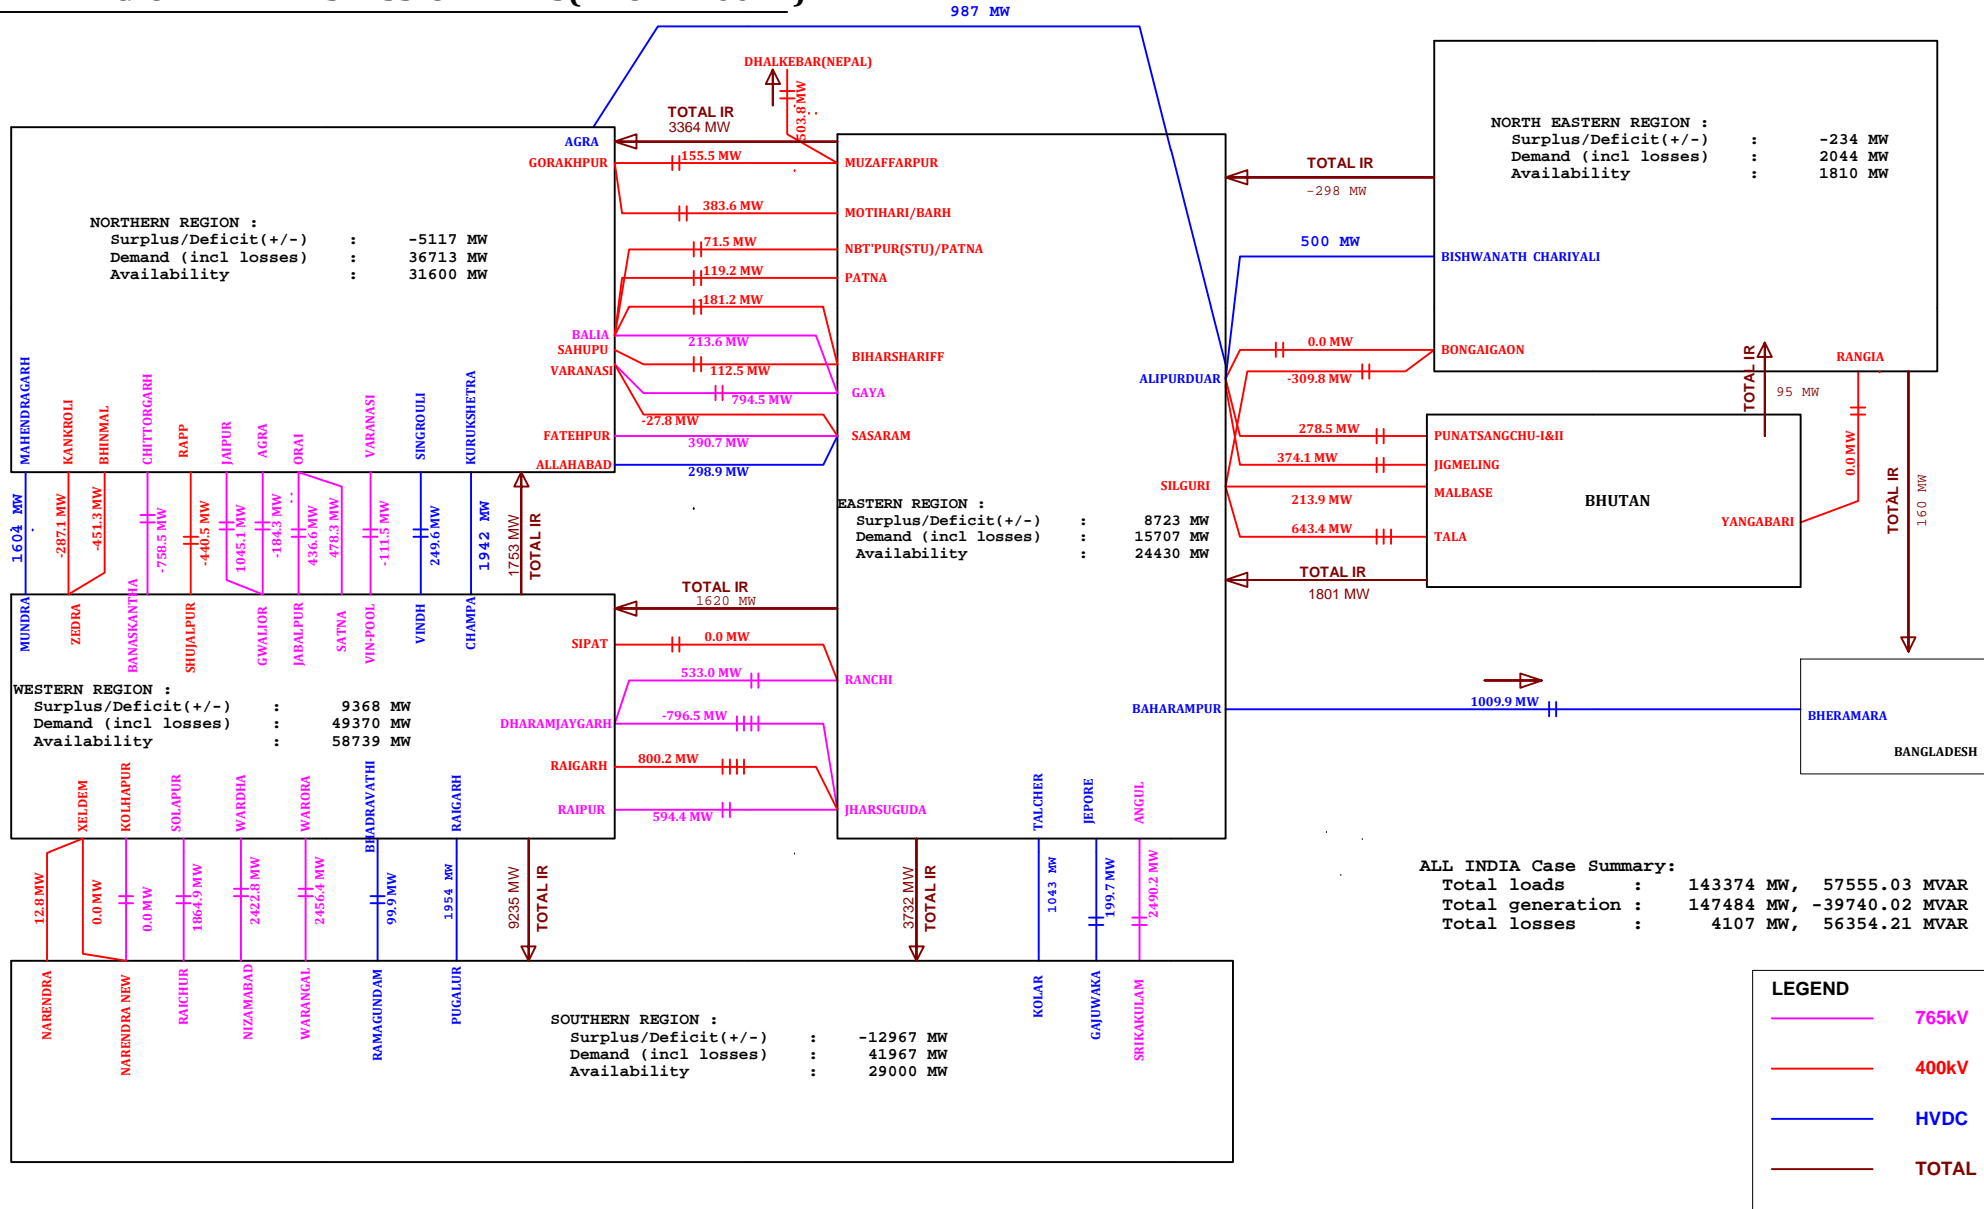 987 MW
DHALKEBAR(NEPAL)
503.8 MW
TOTAL IR
3364 MW
AGRA
GORAKHPUR
155.5 MW
MUZAFFARPUR
383.6 MW
MOTIHARI/BARH
71.5 MW
NBT'PUR(STU)/PATNA
119.2 MW
PATNA
181.2 MW
BALIA
213.6 MW
SAHUPU
BIHARSHARIFF
112.5 MW
VARANASI
794.5 MW
GAYA
-27.8 MW
FATEHPUR
390.7 MW
SASARAM
ALLAHABAD
298.9 MW
NORTHERN REGION :
Surplus/Deficit(+/-) : -5117 MW
Demand (incl losses) : 36713 MW
Availability : 31600 MW
NORTH EASTERN REGION :
Surplus/Deficit(+/-) : -234 MW
Demand (incl losses) : 2044 MW
Availability : 1810 MW
TOTAL IR
-298 MW
500 MW
BISHWANATH CHARIYALI
0.0 MW
BONGAIGAON
RANGIA
-309.8 MW
ALIPURDUAR
TOTAL IR
95 MW
278.5 MW
PUNATSANGCHU-I&II
374.1 MW
JIGMELING
SILGURI
213.9 MW
MALBASE
BHUTAN
643.4 MW
TALA
YANGABARI
0.0 MW
TOTAL IR
160 MW
TOTAL IR
1801 MW
MAHENDRAGARH
KANKROLI
BHINMAL
CHITTORGARH
RAPP
JAIPUR
AGRA
ORAI
VARANASI
SINGROULI
KURUKSHETRA
1604 MW
-287.1 MW
-451.3 MW
-758.5 MW
-440.5 MW
1045.1 MW
-184.3 MW
436.6 MW
478.3 MW
-111.5 MW
249.6 MW
1942 MW
1753 MW
TOTAL IR
MUNDRA
ZEDRA
BANASKANTHA
SHUJALPUR
GWALIOR
JABALPUR
SATNA
VIN-POOL
VINDH
CHAMPA
EASTERN REGION :
Surplus/Deficit(+/-) : 8723 MW
Demand (incl losses) : 15707 MW
Availability : 24430 MW
TOTAL IR
1620 MW
SIPAT
0.0 MW
533.0 MW
RANCHI
DHARAMJAYGARH
-796.5 MW
RAIGARH
800.2 MW
RAIPUR
594.4 MW
JHARSUGUDA
WESTERN REGION :
Surplus/Deficit(+/-) : 9368 MW
Demand (incl losses) : 49370 MW
Availability : 58739 MW
BAHARAMPUR
1009.9 MW
BHERAMARA
BANGLADESH
XELDEM
KOLHAPUR
SOLAPUR
WARDHA
WARORA
BHADRAVATHI
RAIGARH
TALCHER
JEPORE
ANGUL
12.8 MW
0.0 MW
0.0 MW
1864.9 MW
2422.8 MW
2456.4 MW
99.9 MW
1954 MW
9235 MW
TOTAL IR
3732 MW
TOTAL IR
1043 MW
199.7 MW
2490.2 MW
NARENDRA
NARENDRA NEW
RAICHUR
NIZAMABAD
WARANGAL
RAMAGUNDAM
PUGALUR
KOLAR
GAJUWAKA
SRIKAKULAM
SOUTHERN REGION :
Surplus/Deficit(+/-) : -12967 MW
Demand (incl losses) : 41967 MW
Availability : 29000 MW
ALL INDIA Case Summary:
Total loads : 143374 MW, 57555.03 MVAR
Total generation : 147484 MW, -39740.02 MVAR
Total losses : 4107 MW, 56354.21 MVAR
LEGEND
765kV
400kV
HVDC
TOTAL